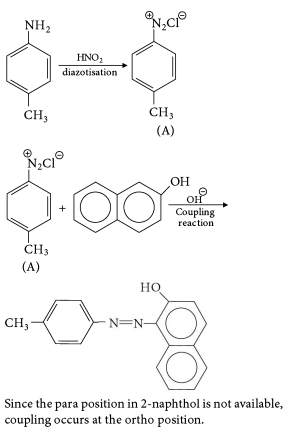 NH₂
HNO₂
diazotisation
CH₃
⊕
N₂Cl⊖
CH₃
(A)
⊕
N₂Cl⊖
CH₃
(A)
+
OH
OH⊖
Coupling
reaction
HO
CH₃
N=N
Since the para position in 2-naphthol is not available,
coupling occurs at the ortho position.